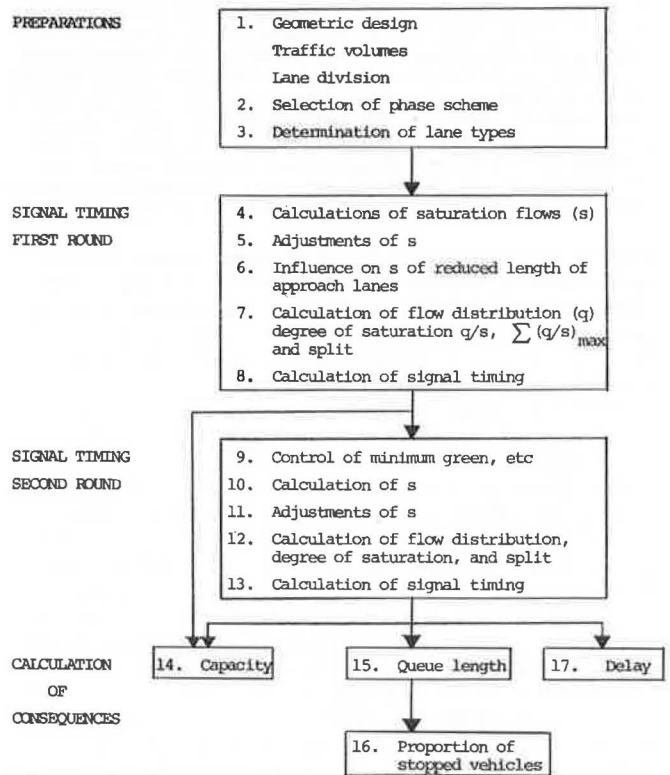 PREPARATIONS
1. Geometric design
Traffic volumes
Lane division
2. Selection of phase scheme
3. Determination of lane types
SIGNAL TIMING
FIRST ROUND
4. Calculations of saturation flows (s)
5. Adjustments of s
6. Influence on s of reduced length of
approach lanes
7. Calculation of flow distribution (q)
degree of saturation q/s, ∑ (q/s)max
and split
8. Calculation of signal timing
SIGNAL TIMING
SECOND ROUND
9. Control of minimum green, etc
10. Calculation of s
11. Adjustments of s
12. Calculation of flow distribution,
degree of saturation, and split
13. Calculation of signal timing
CALCULATION
OF
CONSEQUENCES
14. Capacity
15. Queue length
17. Delay
16. Proportion of
stopped vehicles